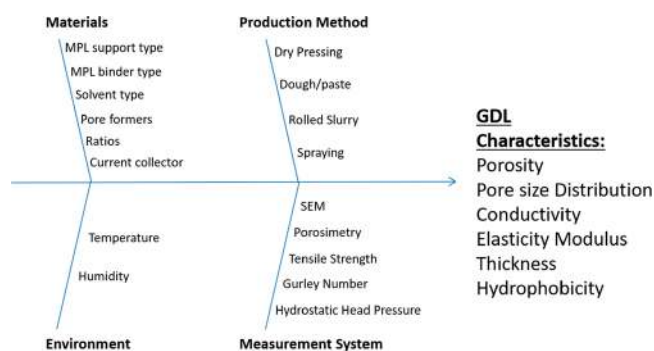 Materials
MPL support type
MPL binder type
Solvent type
Pore formers
Ratios
Current collector
Production Method
Dry Pressing
Dough/paste
Rolled Slurry
Spraying
Temperature
Humidity
Environment
SEM
Porosimetry
Tensile Strength
Gurley Number
Hydrostatic Head Pressure
Measurement System
GDL
Characteristics:
Porosity
Pore size Distribution
Conductivity
Elasticity Modulus
Thickness
Hydrophobicity